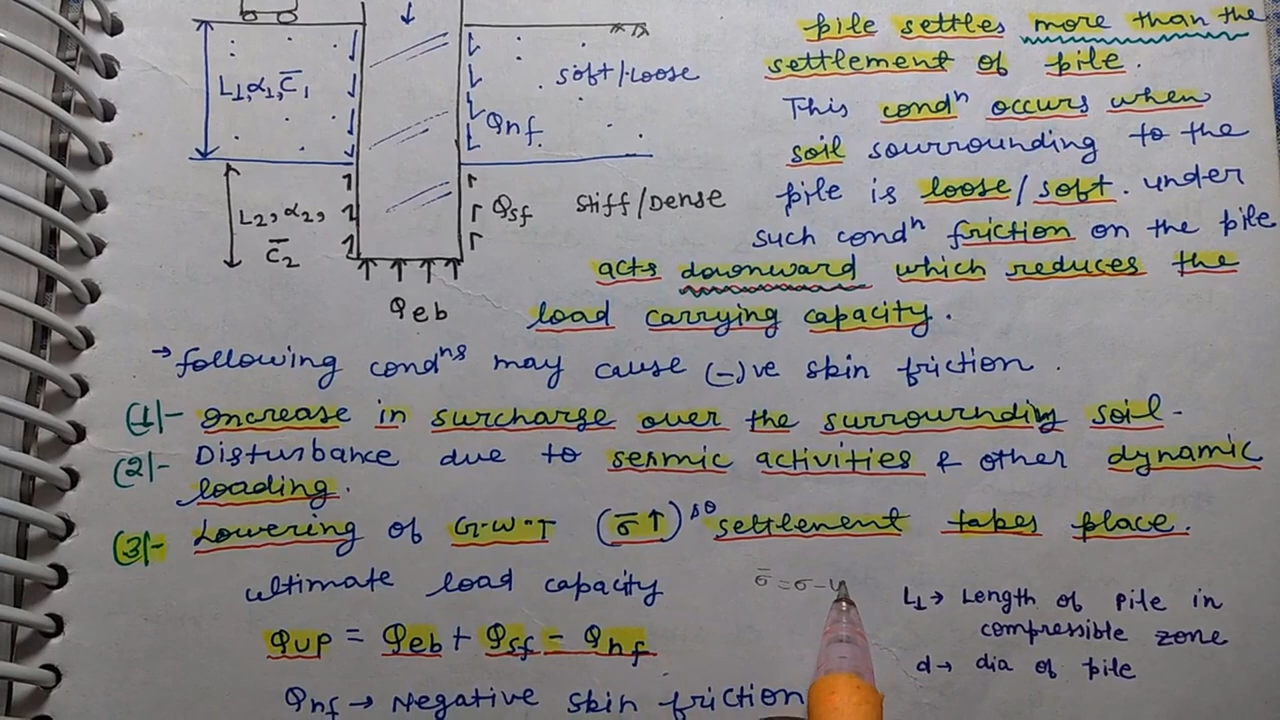 pile settles more than the
settlement of pile.
This condⁿ occurs when
soil sourrounding to the
pile is loose/soft. under
such condⁿ friction on the pile
acts downward which reduces the
load carrying capacity.
L1, α1, C̅1
soft/loose
Qnf.
L2, α2,
C̅2
Qsf
Stiff/Dense
Qeb
→ following condⁿˢ may cause (-)ve skin friction.
(1)- Increase in surcharge over the surroundiy soil-
(2)- Disturbance due to sesmic activities & other dynamic
loading.
(3)- Lowering of G.W.T (σ̅↑) so settlement takes place.
ultimate load capacity
σ̅ = σ-u
Qup = Qeb + Qsf - Qnf
Qnf → Negative skin friction
L1 → Length of pile in
compressible zone
d → dia of pile